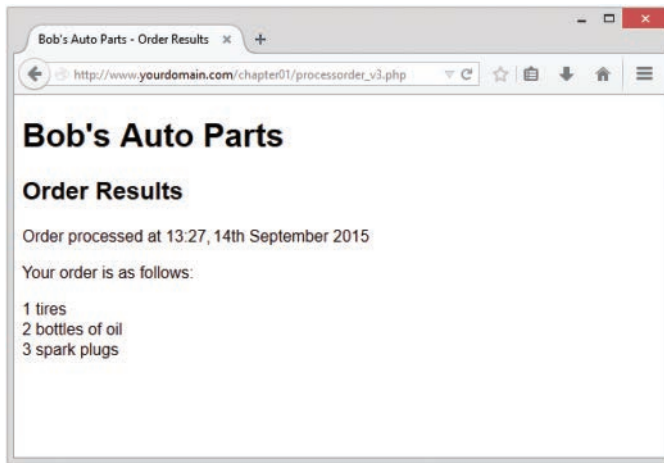 Bob's Auto Parts - Order Results
http://www.yourdomain.com/chapter01/processorder_v3.php
Bob's Auto Parts
Order Results
Order processed at 13:27, 14th September 2015
Your order is as follows:
1 tires
2 bottles of oil
3 spark plugs